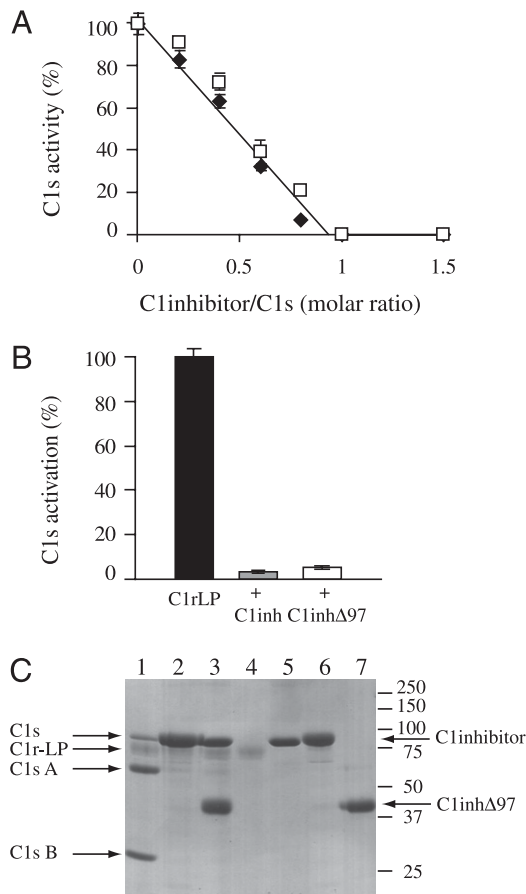 A
C1s activity (%)
100
80
60
40
20
0
0 0.5 1 1.5
C1inhibitor/C1s (molar ratio)
B
C1s activation (%)
100
80
60
40
20
0
C1rLP + +
C1inh C1inhΔ97
C
1 2 3 4 5 6 7
C1s
C1r-LP
C1s A
C1s B
250
150
100
75
50
37
25
C1inhibitor
C1inhΔ97